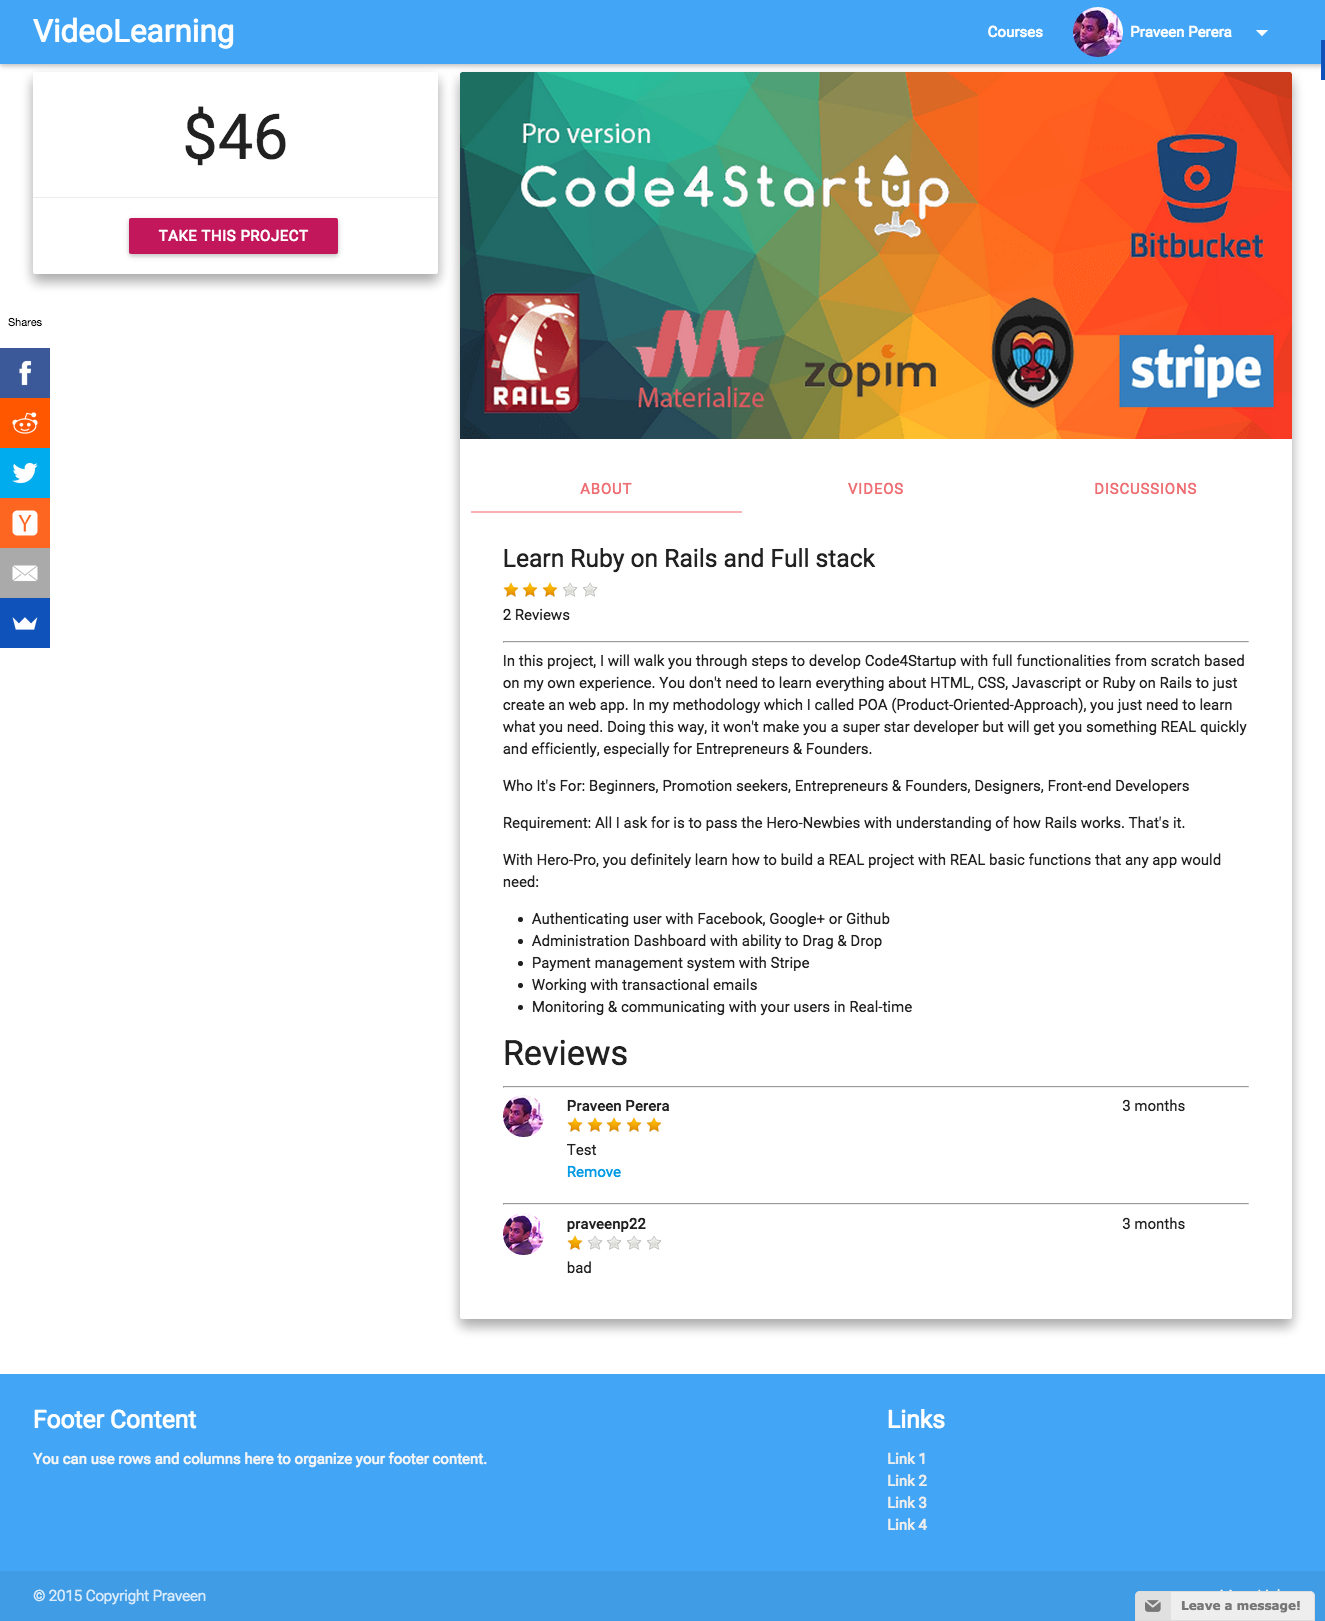 VideoLearning
Courses
Praveen Perera
$46
TAKE THIS PROJECT
Shares
Pro version
Code4Startup
Bitbucket
RAILS
Materialize
zopim
stripe
ABOUT
VIDEOS
DISCUSSIONS
Learn Ruby on Rails and Full stack
2 Reviews
In this project, I will walk you through steps to develop Code4Startup with full functionalities from scratch based
on my own experience. You don't need to learn everything about HTML, CSS, Javascript or Ruby on Rails to just
create an web app. In my methodology which I called POA (Product-Oriented-Approach), you just need to learn
what you need. Doing this way, it won't make you a super star developer but will get you something REAL quickly
and efficiently, especially for Entrepreneurs & Founders.
Who It's For: Beginners, Promotion seekers, Entrepreneurs & Founders, Designers, Front-end Developers
Requirement: All I ask for is to pass the Hero-Newbies with understanding of how Rails works. That's it.
With Hero-Pro, you definitely learn how to build a REAL project with REAL basic functions that any app would
need:
• Authenticating user with Facebook, Google+ or Github
• Administration Dashboard with ability to Drag & Drop
• Payment management system with Stripe
• Working with transactional emails
• Monitoring & communicating with your users in Real-time
Reviews
Praveen Perera
3 months
Test
Remove
praveenp22
3 months
bad
Footer Content
You can use rows and columns here to organize your footer content.
Links
Link 1
Link 2
Link 3
Link 4
© 2015 Copyright Praveen
Leave a message!